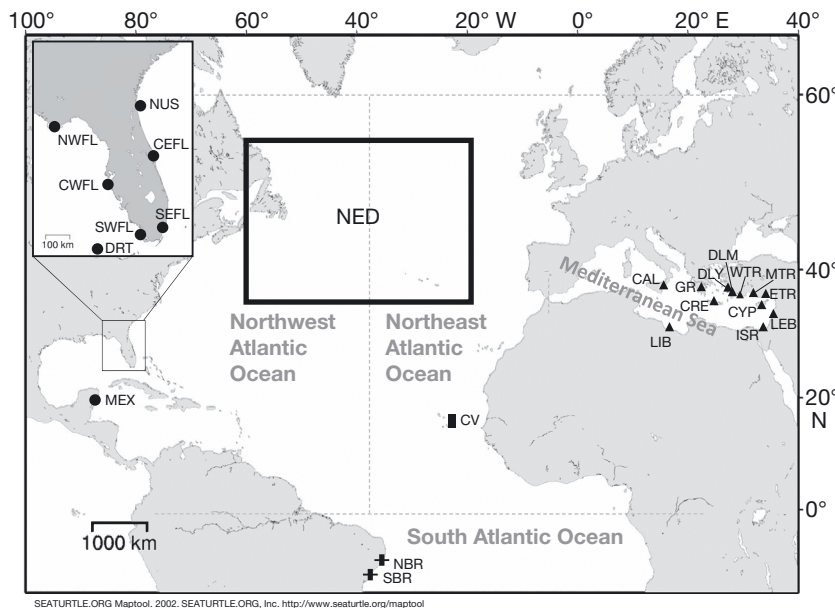 100° 80° 60° 40° 20° W 0° 20° E 40°
60°
40°
20°
N
0°
NUS
NWFL
CEFL
CWFL
SEFL
SWFL
100 km
DRT
NED
Mediterranean Sea
DLM
DLY
WTR
MTR
CAL
GR
ETR
CRE
CYP
LEB
LIB
ISR
Northwest
Atlantic
Ocean
Northeast
Atlantic
Ocean
MEX
CV
1000 km
South Atlantic Ocean
NBR
SBR
SEATURTLE.ORG Maptool. 2002. SEATURTLE.ORG, Inc. http://www.seaturtle.org/maptool